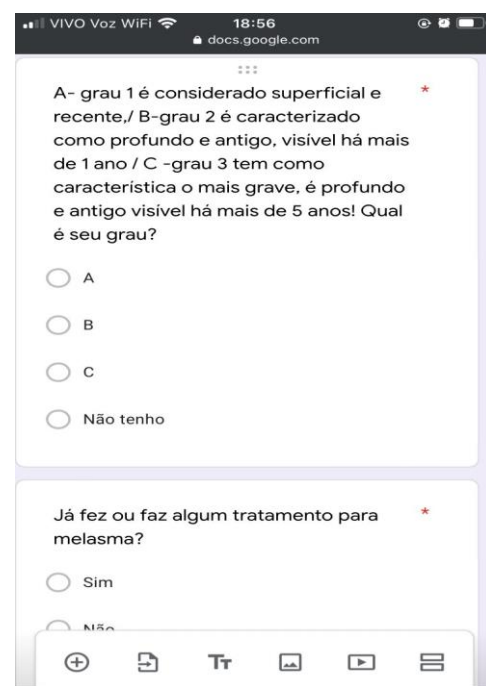 VIVO Voz WiFi 18:56
docs.google.com
A- grau 1 é considerado superficial e *
recente,/ B-grau 2 é caracterizado
como profundo e antigo, visível há mais
de 1 ano / C -grau 3 tem como
característica o mais grave, é profundo
e antigo visível há mais de 5 anos! Qual
é seu grau?
A
B
C
Não tenho
Já fez ou faz algum tratamento para *
melasma?
Sim
Não
Tт